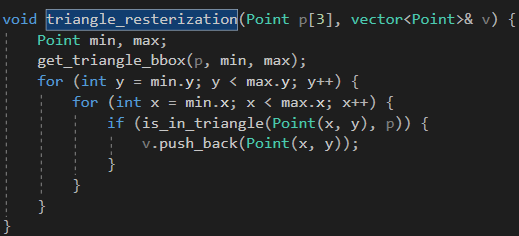 void triangle_resterization(Point p[3], vector<Point>& v) {
    Point min, max;
    get_triangle_bbox(p, min, max);
    for (int y = min.y; y < max.y; y++) {
        for (int x = min.x; x < max.x; x++) {
            if (is_in_triangle(Point(x, y), p)) {
                v.push_back(Point(x, y));
            }
        }
    }
}